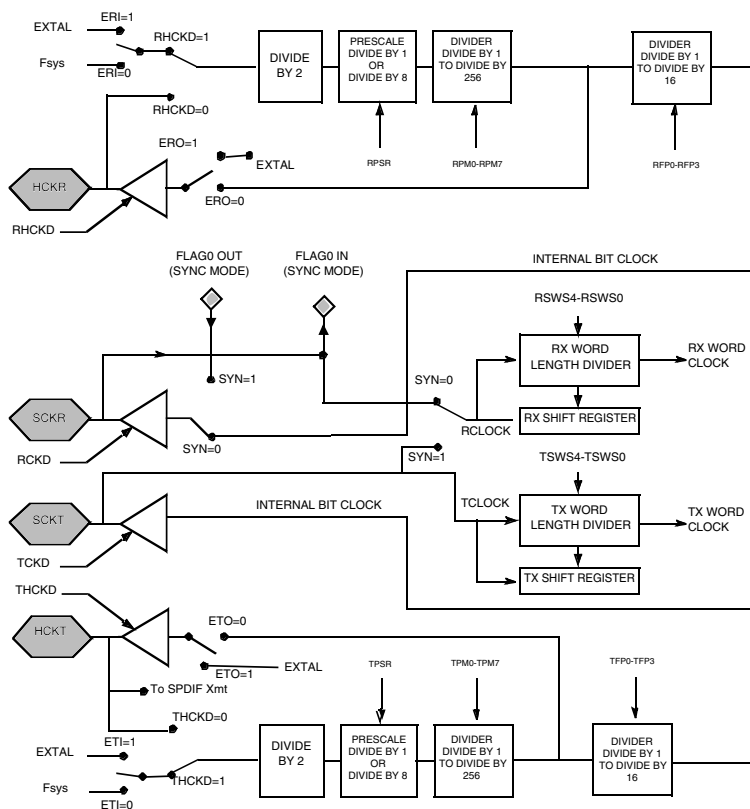 ERI=1
EXTAL
RHCKD=1
Fsys
ERI=0
DIVIDE
BY 2
PRESCALE
DIVIDE BY 1
OR
DIVIDE BY 8
DIVIDER
DIVIDE BY 1
TO DIVIDE BY
256
DIVIDER
DIVIDE BY 1
TO DIVIDE BY
16
RHCKD=0
ERO=1
EXTAL
RPSR
RPM0-RPM7
RFP0-RFP3
HCKR
ERO=0
RHCKD
FLAG0 OUT
(SYNC MODE)
FLAG0 IN
(SYNC MODE)
INTERNAL BIT CLOCK
RSWS4-RSWS0
RX WORD
LENGTH DIVIDER
RX WORD
CLOCK
SYN=1
SYN=0
SCKR
RX SHIFT REGISTER
RCLOCK
RCKD
SYN=0
SYN=1
TSWS4-TSWS0
INTERNAL BIT CLOCK
TCLOCK
SCKT
TX WORD
LENGTH DIVIDER
TX WORD
CLOCK
TCKD
TX SHIFT REGISTER
THCKD
HCKT
ETO=0
ETO=1
EXTAL
TPSR
TPM0-TPM7
TFP0-TFP3
To SPDIF Xmt
THCKD=0
ETI=1
EXTAL
THCKD=1
Fsys
ETI=0
DIVIDE
BY 2
PRESCALE
DIVIDE BY 1
OR
DIVIDE BY 8
DIVIDER
DIVIDE BY 1
TO DIVIDE BY
256
DIVIDER
DIVIDE BY 1
TO DIVIDE BY
16